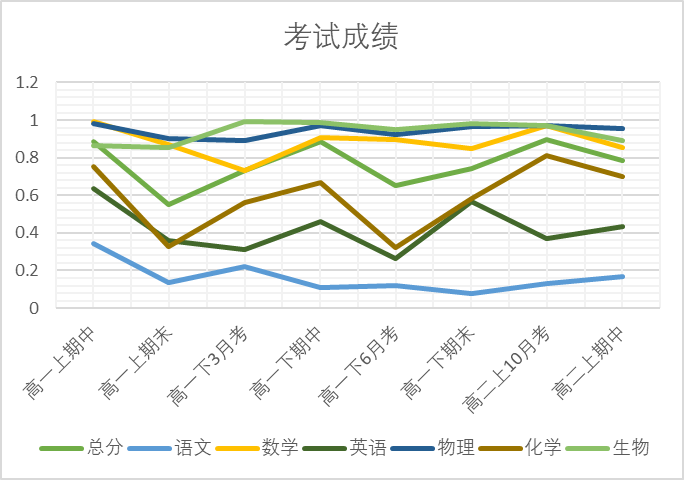 考试成绩
1.2
1
0.8
0.6
0.4
0.2
0
高一上期中
高一上期末
高一下3月考
高一下期中
高一下6月考
高一下期末
高二上10月考
高二上期中
总分 语文 数学 英语 物理 化学 生物